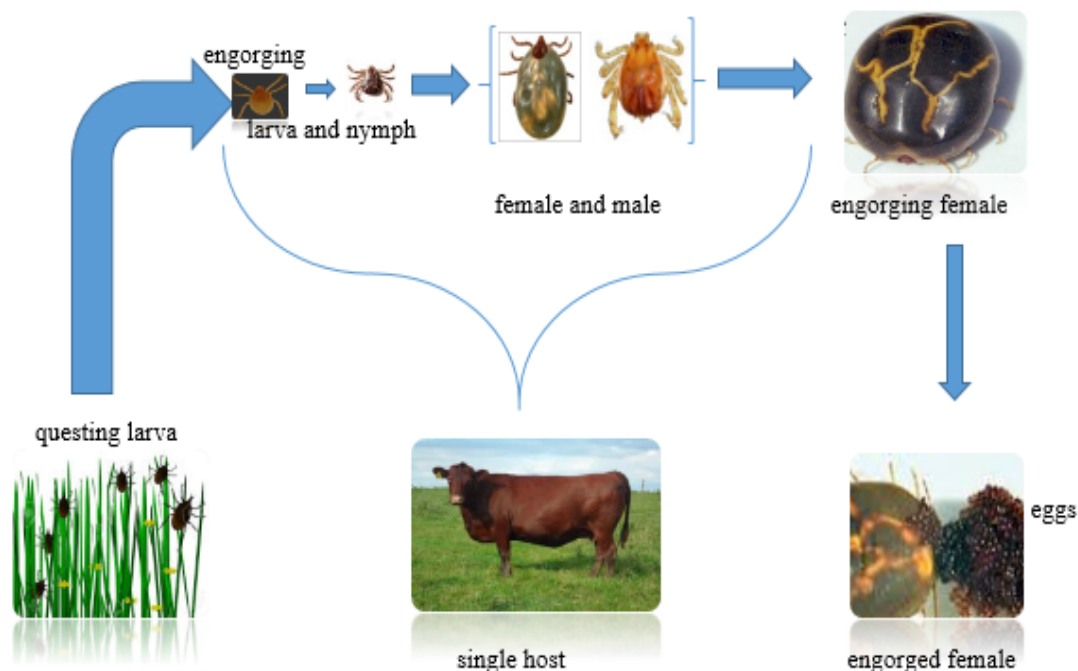 engorging
larva and nymph
female and male
engorging female
questing larva
eggs
single host
engorged female